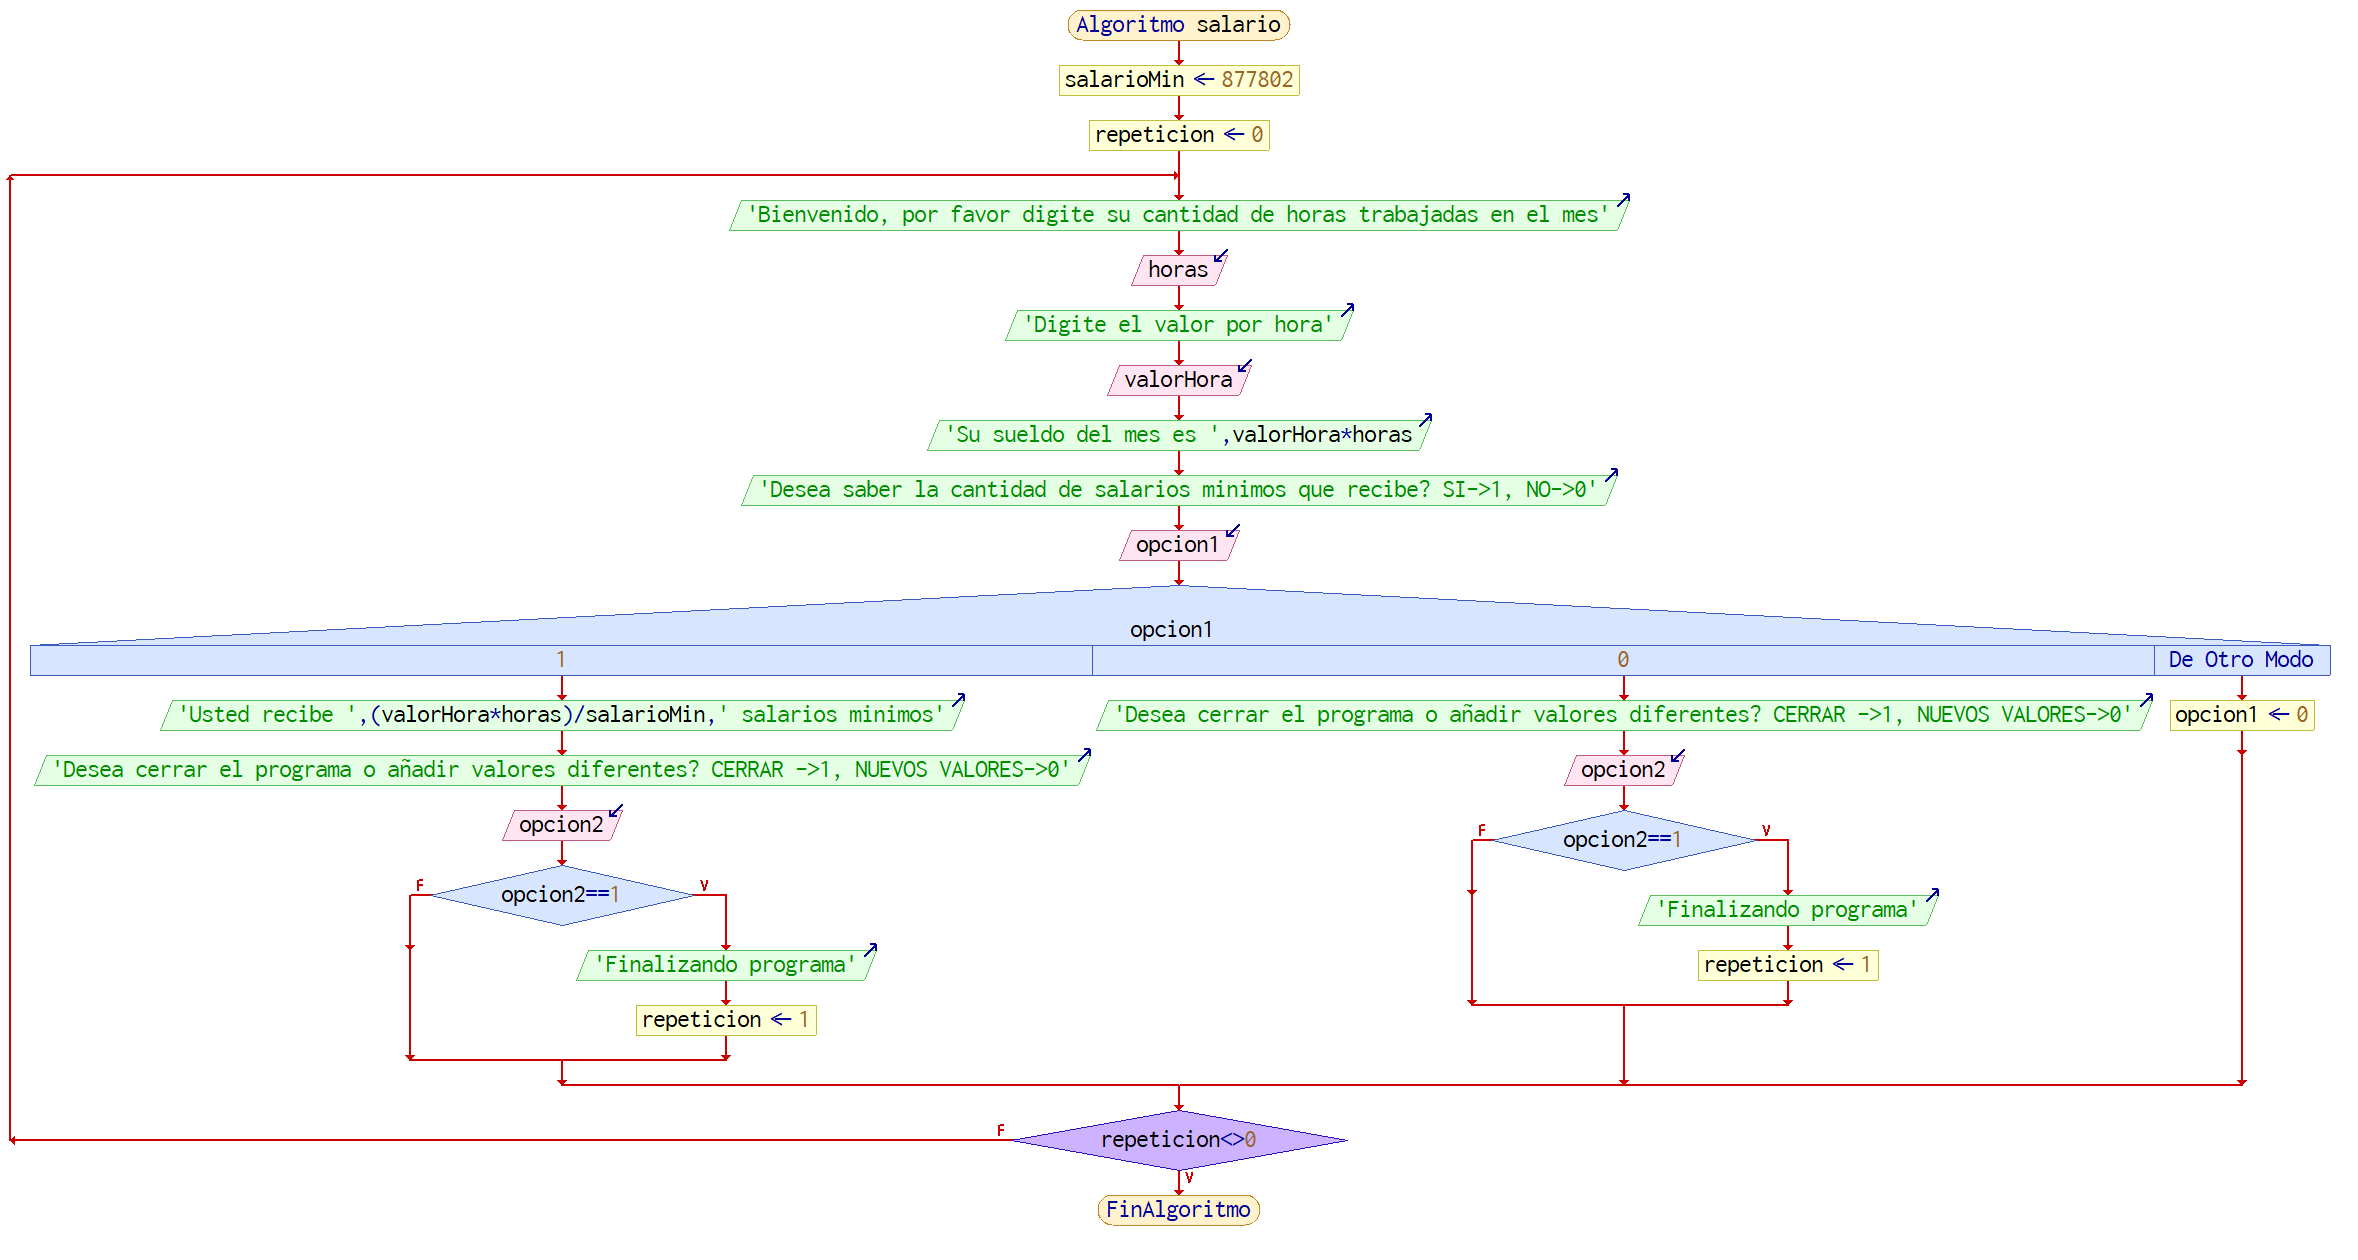 Algoritmo salario
salarioMin ← 877802
repeticion ← 0
'Bienvenido, por favor digite su cantidad de horas trabajadas en el mes'
horas
'Digite el valor por hora'
valorHora
'Su sueldo del mes es ',valorHora*horas
'Desea saber la cantidad de salarios minimos que recibe? SI->1, NO->0'
opcion1
opcion1
1
0
De Otro Modo
'Usted recibe ',(valorHora*horas)/salarioMin,' salarios minimos'
'Desea cerrar el programa o añadir valores diferentes? CERRAR ->1, NUEVOS VALORES->0'
opcion2
F
opcion2==1
V
'Finalizando programa'
repeticion ← 1
'Desea cerrar el programa o añadir valores diferentes? CERRAR ->1, NUEVOS VALORES->0'
opcion2
F
opcion2==1
V
'Finalizando programa'
repeticion ← 1
opcion1 ← 0
F
repeticion<>0
V
FinAlgoritmo